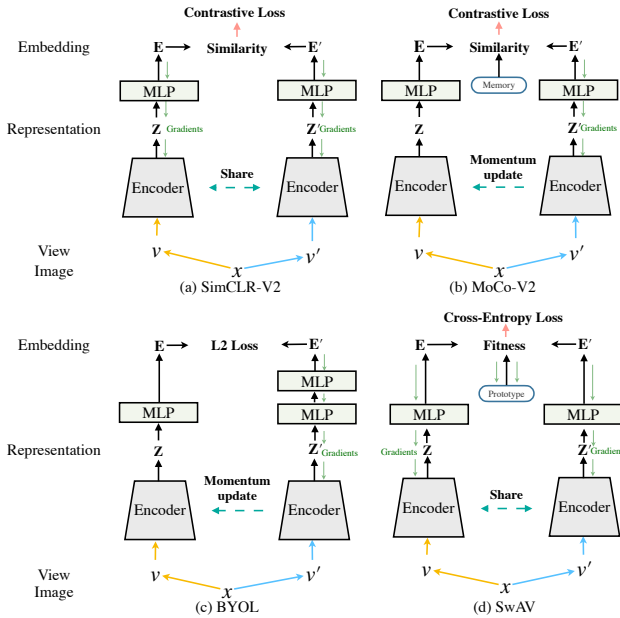 Contrastive Loss
Contrastive Loss
Embedding
E
Similarity
E′
E
Similarity
E′
MLP
MLP
MLP
Memory
MLP
Representation
Z
Gradients
Z′
Gradients
Z
Z′
Gradients
Encoder
Share
Encoder
Encoder
Momentum
update
Encoder
View
v
v′
v
v′
Image
x
x
(a) SimCLR-V2
(b) MoCo-V2
Cross-Entropy Loss
Embedding
E
L2 Loss
E′
E
Fitness
E′
MLP
Prototype
MLP
MLP
MLP
MLP
Representation
Z
Z′
Gradients
Gradients
Z
Z′
Gradien
Encoder
Momentum
update
Encoder
Encoder
Share
Encoder
View
v
v′
v
v′
Image
x
x
(c) BYOL
(d) SwAV